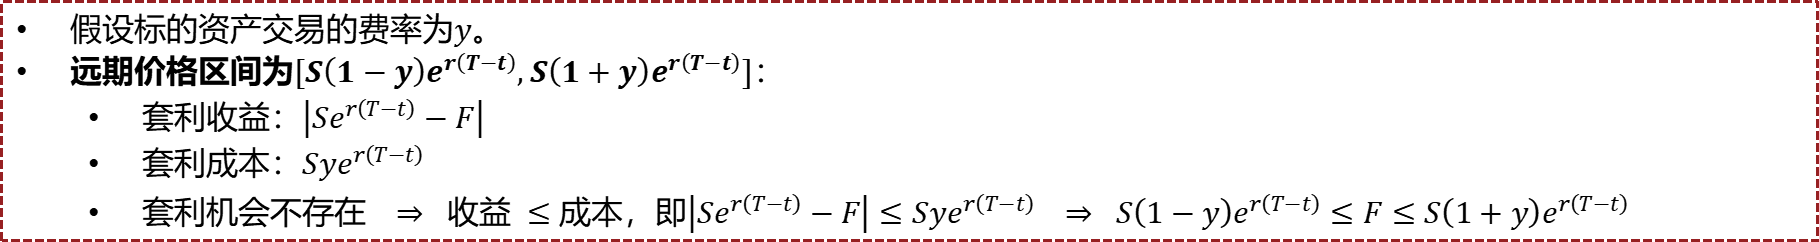 • 假设标的资产交易的费率为y。
• 远期价格区间为[S(1 − y)e^{r(T−t)}, S(1 + y)e^{r(T−t)}]：
• 套利收益：|Se^{r(T−t)} − F|
• 套利成本：Sye^{r(T−t)}
• 套利机会不存在 ⇒ 收益 ≤ 成本，即|Se^{r(T−t)} − F| ≤ Sye^{r(T−t)} ⇒ S(1 − y)e^{r(T−t)} ≤ F ≤ S(1 + y)e^{r(T−t)}